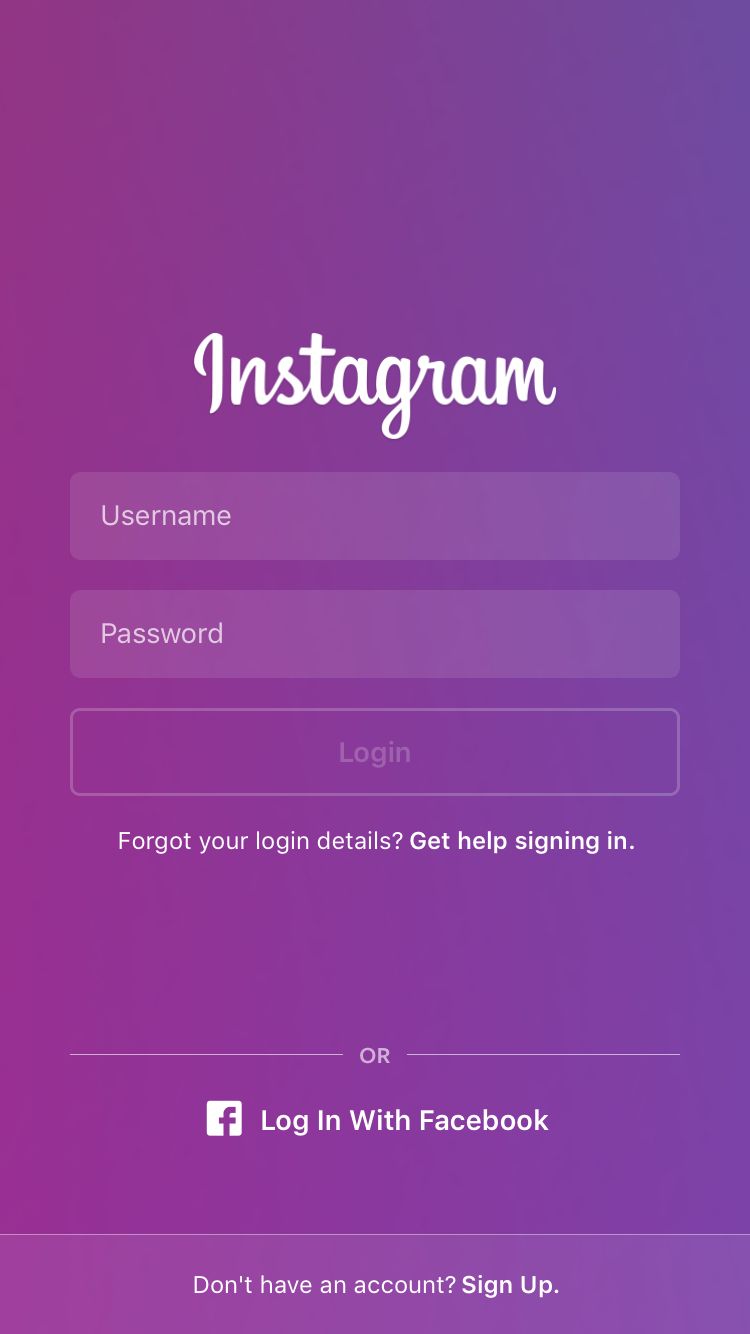 Instagram
Username
Password
Login
Forgot your login details? Get help signing in.
OR
Log In With Facebook
Don't have an account? Sign Up.